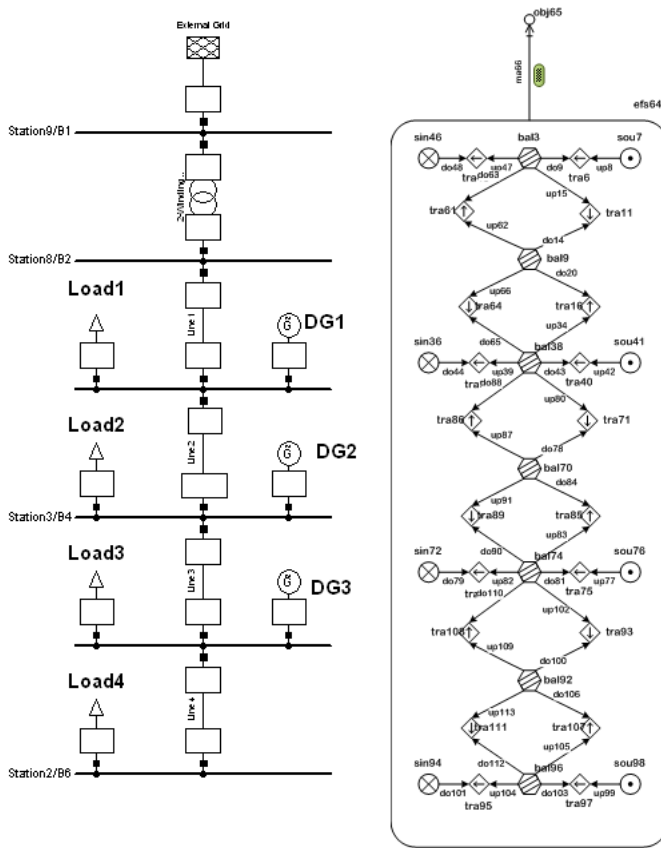 External Grid
Station9/B1
2-Winding..
Station8/B2
Load1
Line 1
DG1
Load2
Line 2
DG2
Station3/B4
Load3
Line 3
DG3
Load4
Line 4
Station2/B6
obj65
ma66
efs64
sin46
bal3
sou7
do48
up47
do9
up8
do63
tra6
up15
tra61
tra11
up62
do14
bal9
do20
up66
tra64
tra16
up34
sin36
do65
bal38
sou41
do44
up39
do43
up42
do88
tra40
up80
tra86
tra71
up87
do78
bal70
do84
up91
tra89
tra85
up83
sin72
do90
bal74
sou76
do79
up82
do81
up77
do110
tra75
up102
tra108
tra93
up109
do100
bal92
do106
up113
tra111
tra107
up105
sin94
do112
bal96
sou98
do101
up104
do103
up99
tra95
tra97